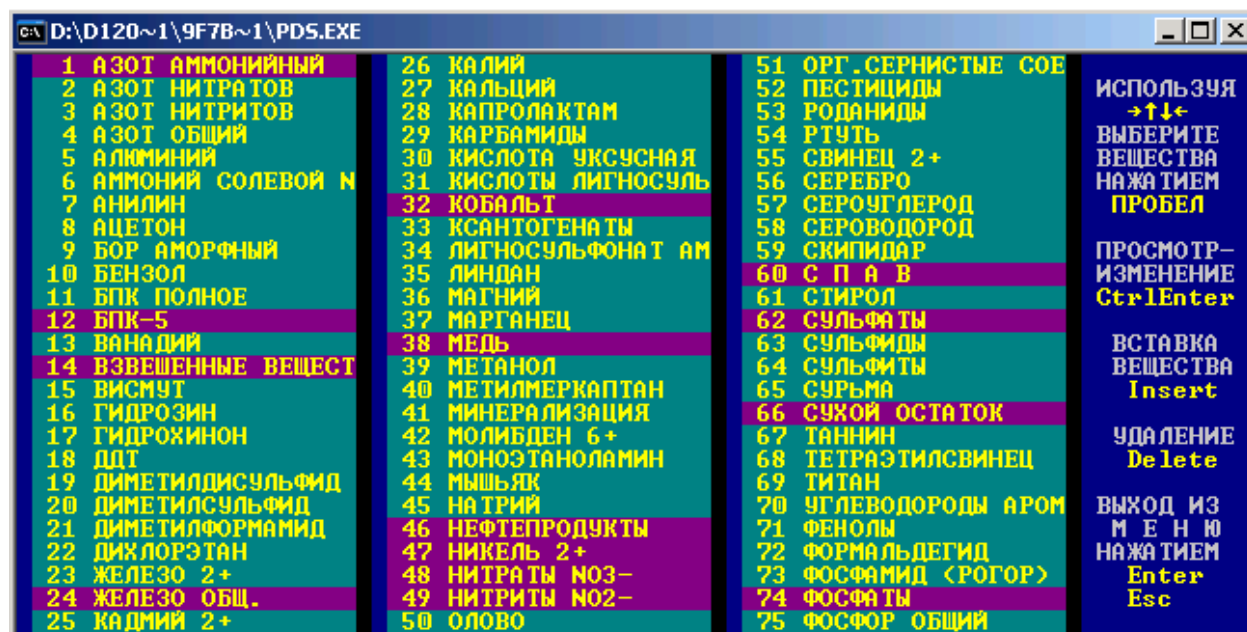 D:\D120~1\9F7B~1\PDS.EXE
1 АЗОТ АММОНИЙНЫЙ
2 АЗОТ НИТРАТОВ
3 АЗОТ НИТРИТОВ
4 АЗОТ ОБЩИЙ
5 АЛЮМИНИЙ
6 АММОНИЙ СОЛЕВОЙ N
7 АНИЛИН
8 АЦЕТОН
9 БОР АМОРФНЫЙ
10 БЕНЗОЛ
11 БПК ПОЛНОЕ
12 БПК-5
13 ВАНАДИЙ
14 ВЗВЕШЕННЫЕ ВЕЩЕСТ
15 ВИСМУТ
16 ГИДРОЗИН
17 ГИДРОХИНОН
18 ДДТ
19 ДИМЕТИЛДИСУЛЬФИД
20 ДИМЕТИЛСУЛЬФИД
21 ДИМЕТИЛФОРМАМИД
22 ДИХЛОРЭТАН
23 ЖЕЛЕЗО 2+
24 ЖЕЛЕЗО ОБЩ.
25 КАДМИЙ 2+
26 КАЛИЙ
27 КАЛЬЦИЙ
28 КАПРОЛАКТАМ
29 КАРБАМИДЫ
30 КИСЛОТА УКСУСНАЯ
31 КИСЛОТЫ ЛИГНОСУЛЬ
32 КОБАЛЬТ
33 КСАНТОГЕНАТЫ
34 ЛИГНОСУЛЬФОНАТ АМ
35 ЛИНДАН
36 МАГНИЙ
37 МАРГАНЕЦ
38 МЕДЬ
39 МЕТАНОЛ
40 МЕТИЛМЕРКАПТАН
41 МИНЕРАЛИЗАЦИЯ
42 МОЛИБДЕН 6+
43 МОНОЭТАНОЛАМИН
44 МЫШЬЯК
45 НАТРИЙ
46 НЕФТЕПРОДУКТЫ
47 НИКЕЛЬ 2+
48 НИТРАТЫ NO3-
49 НИТРИТЫ NO2-
50 ОЛОВО
51 ОРГ.СЕРНИСТЫЕ СОЕ
52 ПЕСТИЦИДЫ
53 РОДАНИДЫ
54 РТУТЬ
55 СВИНЕЦ 2+
56 СЕРЕБРО
57 СЕРОУГЛЕРОД
58 СЕРОВОДОРОД
59 СКИПИДАР
60 С П А В
61 СТИРОЛ
62 СУЛЬФАТЫ
63 СУЛЬФИДЫ
64 СУЛЬФИТЫ
65 СУРЬМА
66 СУХОЙ ОСТАТОК
67 ТАННИН
68 ТЕТРАЭТИЛСВИНЕЦ
69 ТИТАН
70 УГЛЕВОДОРОДЫ АРОМ
71 ФЕНОЛЫ
72 ФОРМАЛЬДЕГИД
73 ФОСФАМИД (РОГОР)
74 ФОСФАТЫ
75 ФОСФОР ОБЩИЙ
ИСПОЛЬЗУЯ
→↑↓←
ВЫБЕРИТЕ
ВЕЩЕСТВА
НАЖАТИЕМ
ПРОБЕЛ
ПРОСМОТР-
ИЗМЕНЕНИЕ
CtrlEnter
ВСТАВКА
ВЕЩЕСТВА
Insert
УДАЛЕНИЕ
Delete
ВЫХОД ИЗ
М Е Н Ю
НАЖАТИЕМ
Enter
Esc